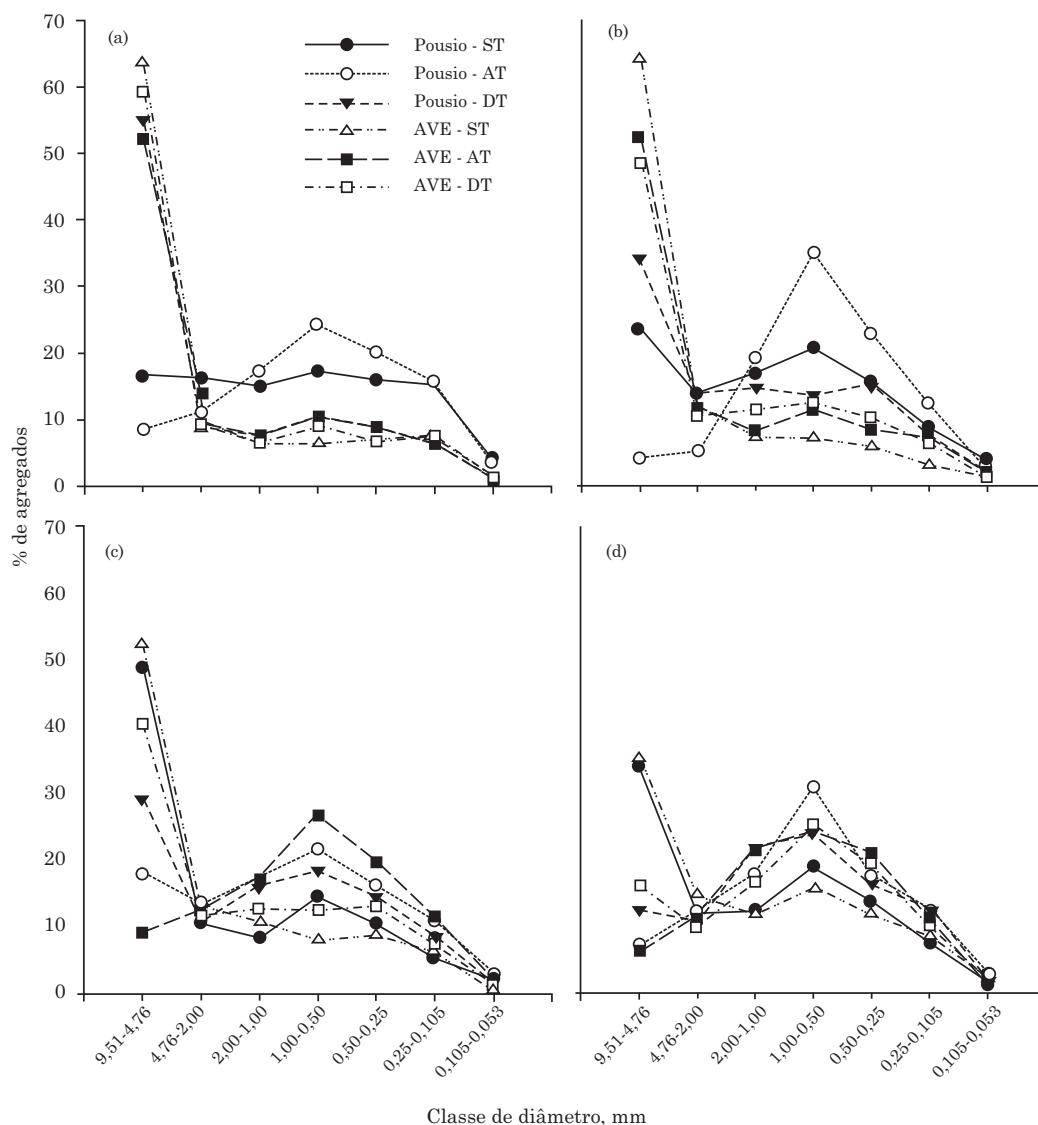 70
60
50
40
30
20
10
0
(a)
Pousio - ST
Pousio - AT
Pousio - DT
AVE - ST
AVE - AT
AVE - DT
(b)
% de agregados
70
60
50
40
30
20
10
0
(c)
(d)
9,51-4,76
4,76-2,00
2,00-1,00
1,00-0,50
0,50-0,25
0,25-0,105
0,105-0,053
9,51-4,76
4,76-2,00
2,00-1,00
1,00-0,50
0,50-0,25
0,25-0,105
0,105-0,053
Classe de diâmetro, mm